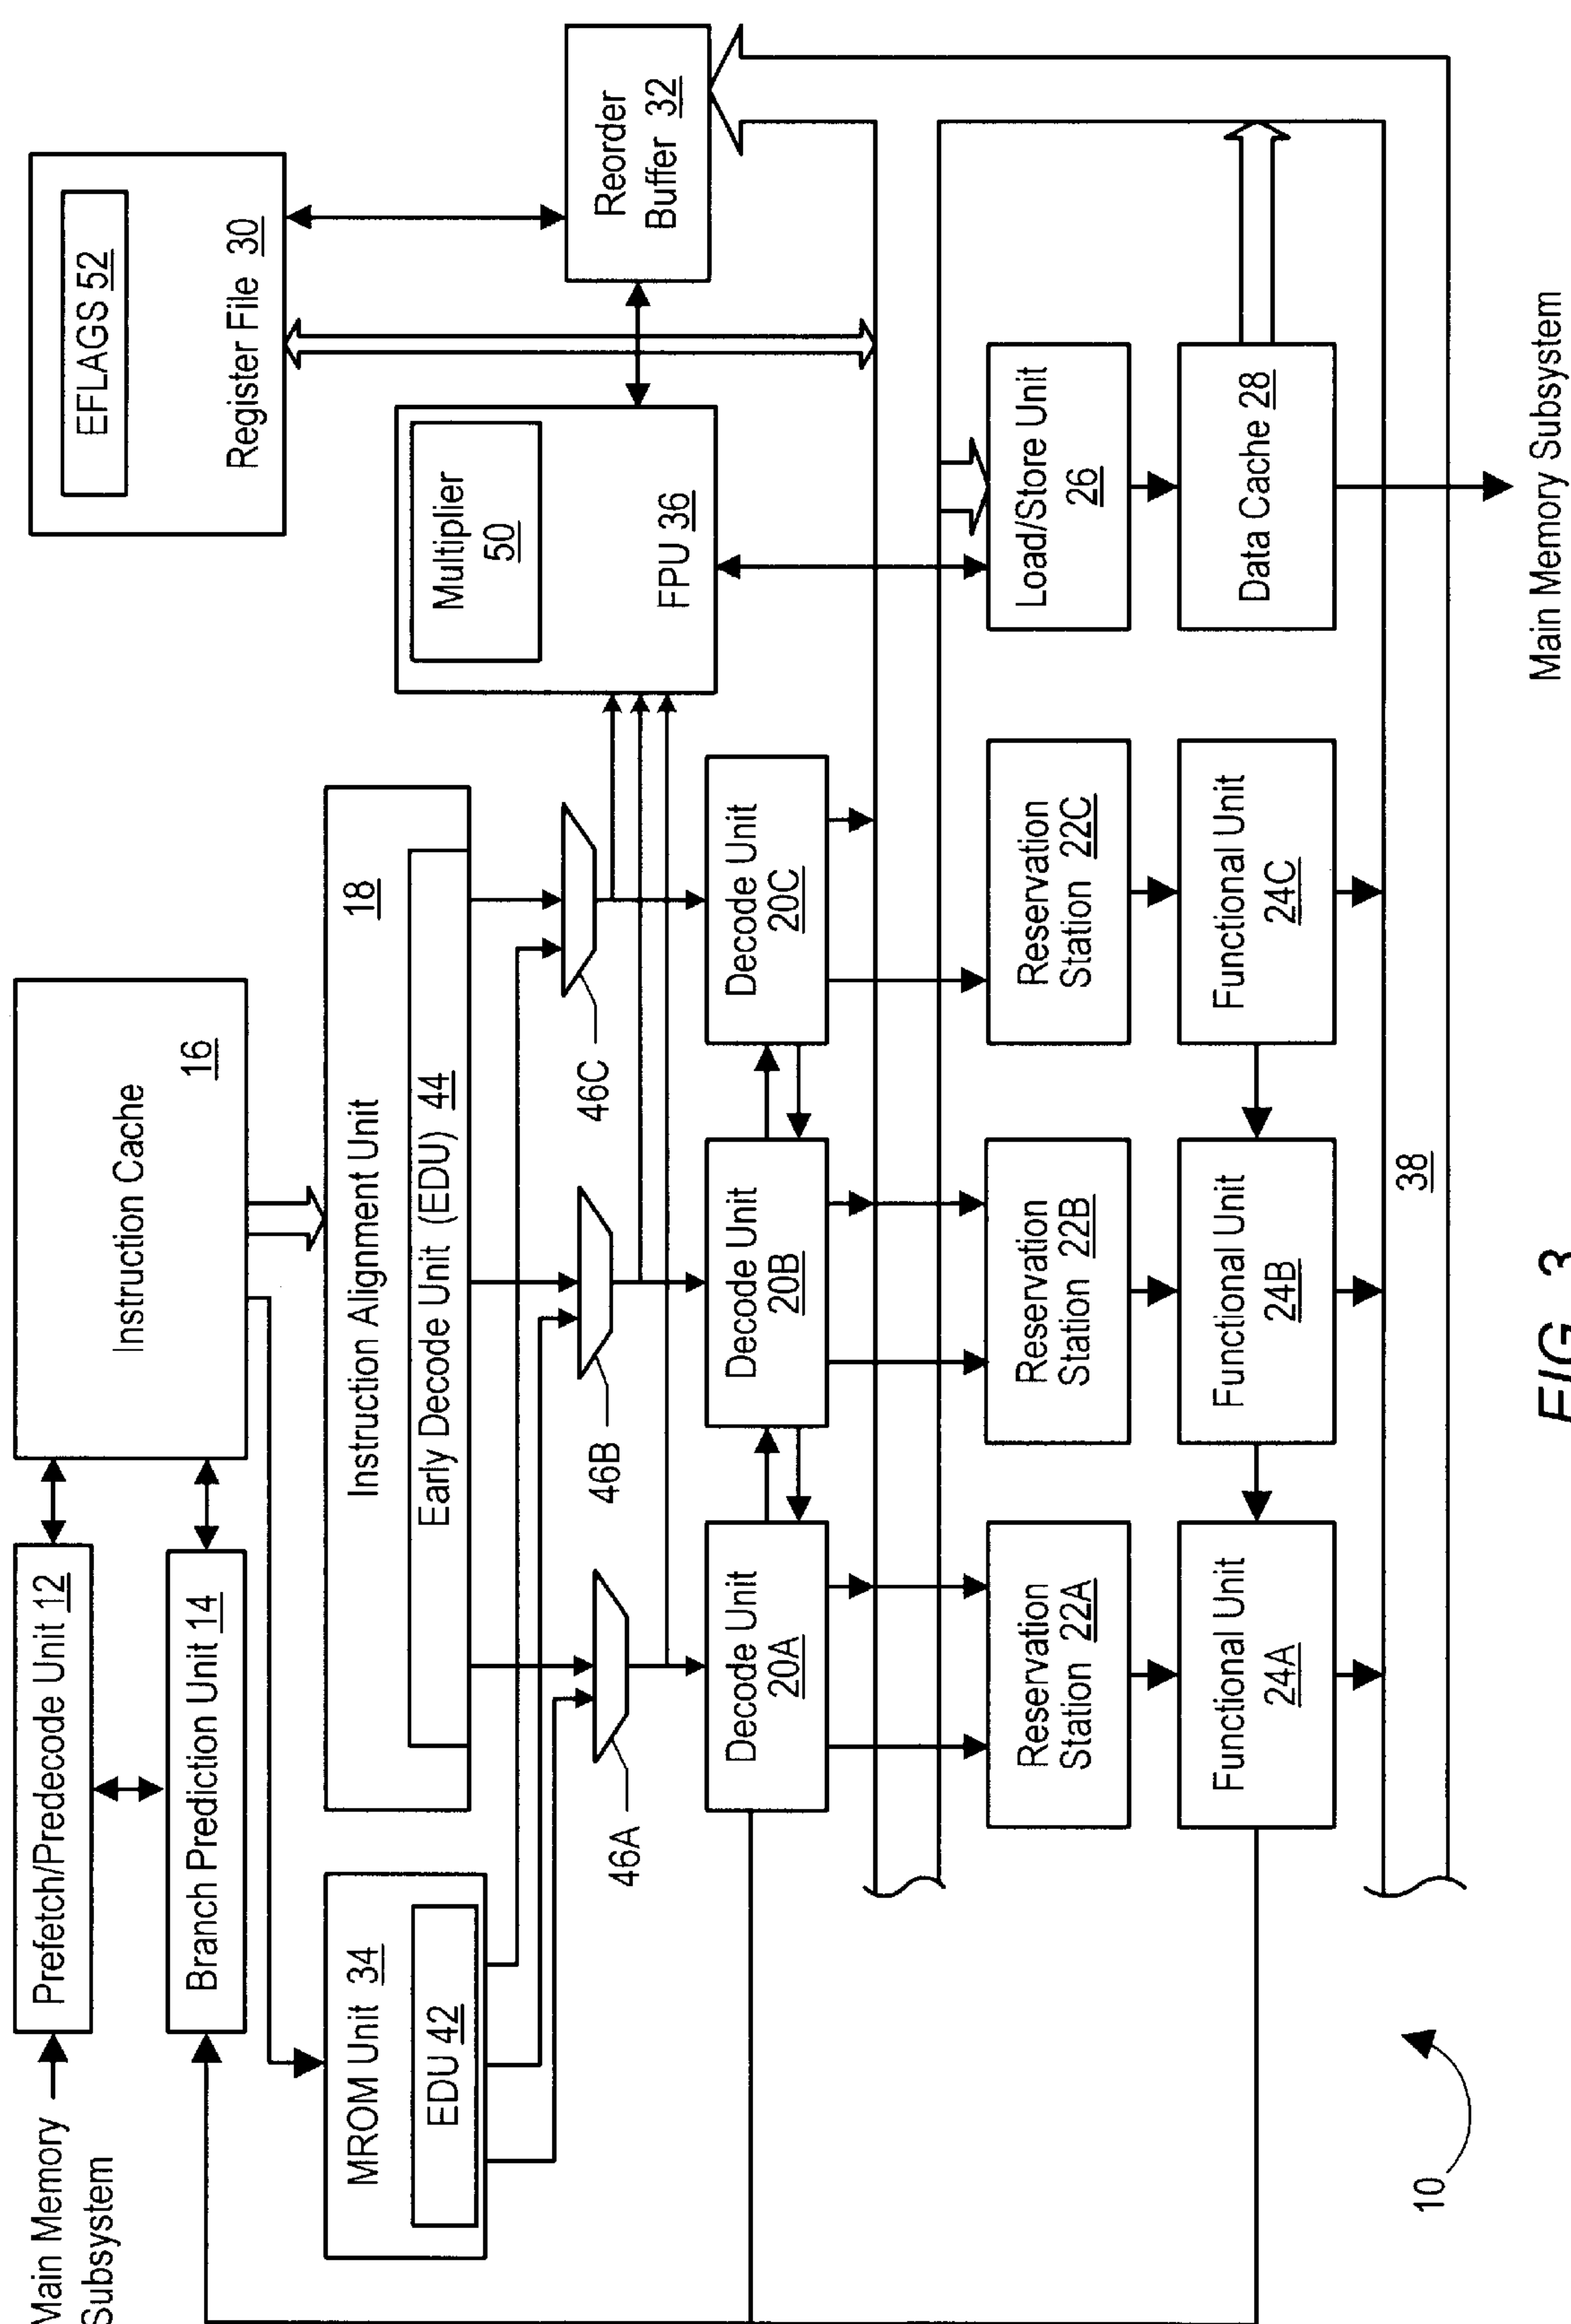 Main Memory
Subsystem
Prefetch/Predecode Unit 12
Branch Prediction Unit 14
Instruction Cache
16
EFLAGS 52
Register File 30
MROM Unit 34
EDU 42
Instruction Alignment Unit
18
Early Decode Unit (EDU) 44
Multiplier
50
FPU 36
Reorder
Buffer 32
46A
46B
46C
Decode Unit
20A
Decode Unit
20B
Decode Unit
20C
Reservation
Station 22A
Reservation
Station 22B
Reservation
Station 22C
Load/Store Unit
26
Functional Unit
24A
Functional Unit
24B
Functional Unit
24C
Data Cache 28
38
10
Main Memory Subsystem
FIG. 3